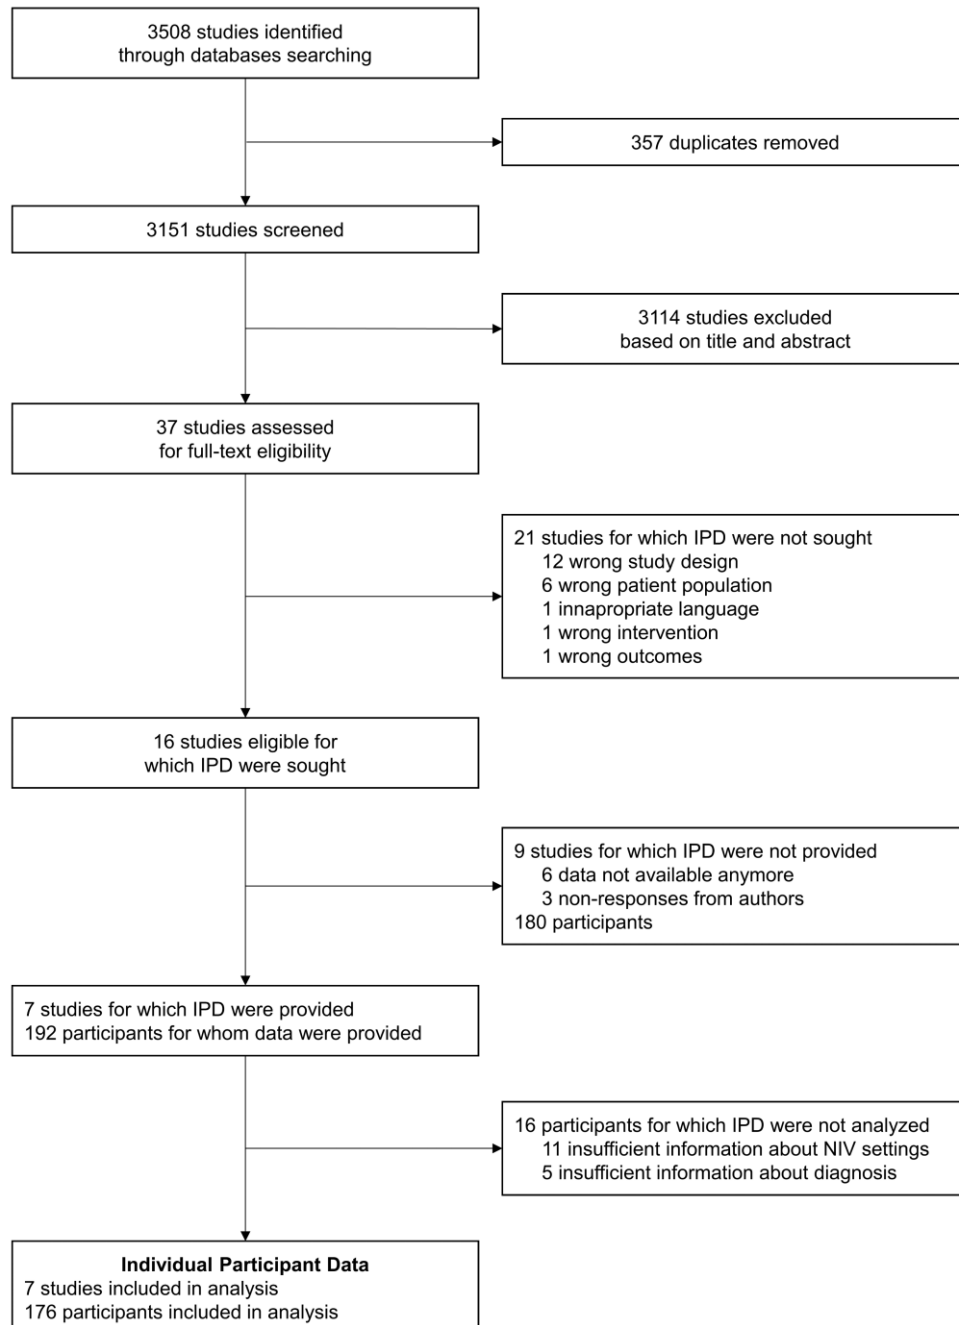 3508 studies identified
through databases searching
357 duplicates removed
3151 studies screened
3114 studies excluded
based on title and abstract
37 studies assessed
for full-text eligibility
21 studies for which IPD were not sought
12 wrong study design
6 wrong patient population
1 innapropriate language
1 wrong intervention
1 wrong outcomes
16 studies eligible for
which IPD were sought
9 studies for which IPD were not provided
6 data not available anymore
3 non-responses from authors
180 participants
7 studies for which IPD were provided
192 participants for whom data were provided
16 participants for which IPD were not analyzed
11 insufficient information about NIV settings
5 insufficient information about diagnosis
Individual Participant Data
7 studies included in analysis
176 participants included in analysis